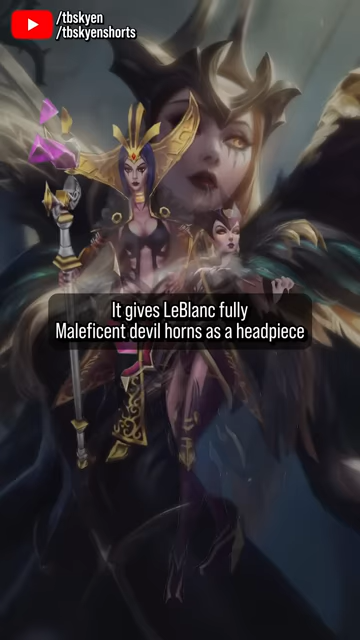 /tbskyen
/tbskyenshorts
It gives LeBlanc fully
Maleficent devil horns as a headpiece